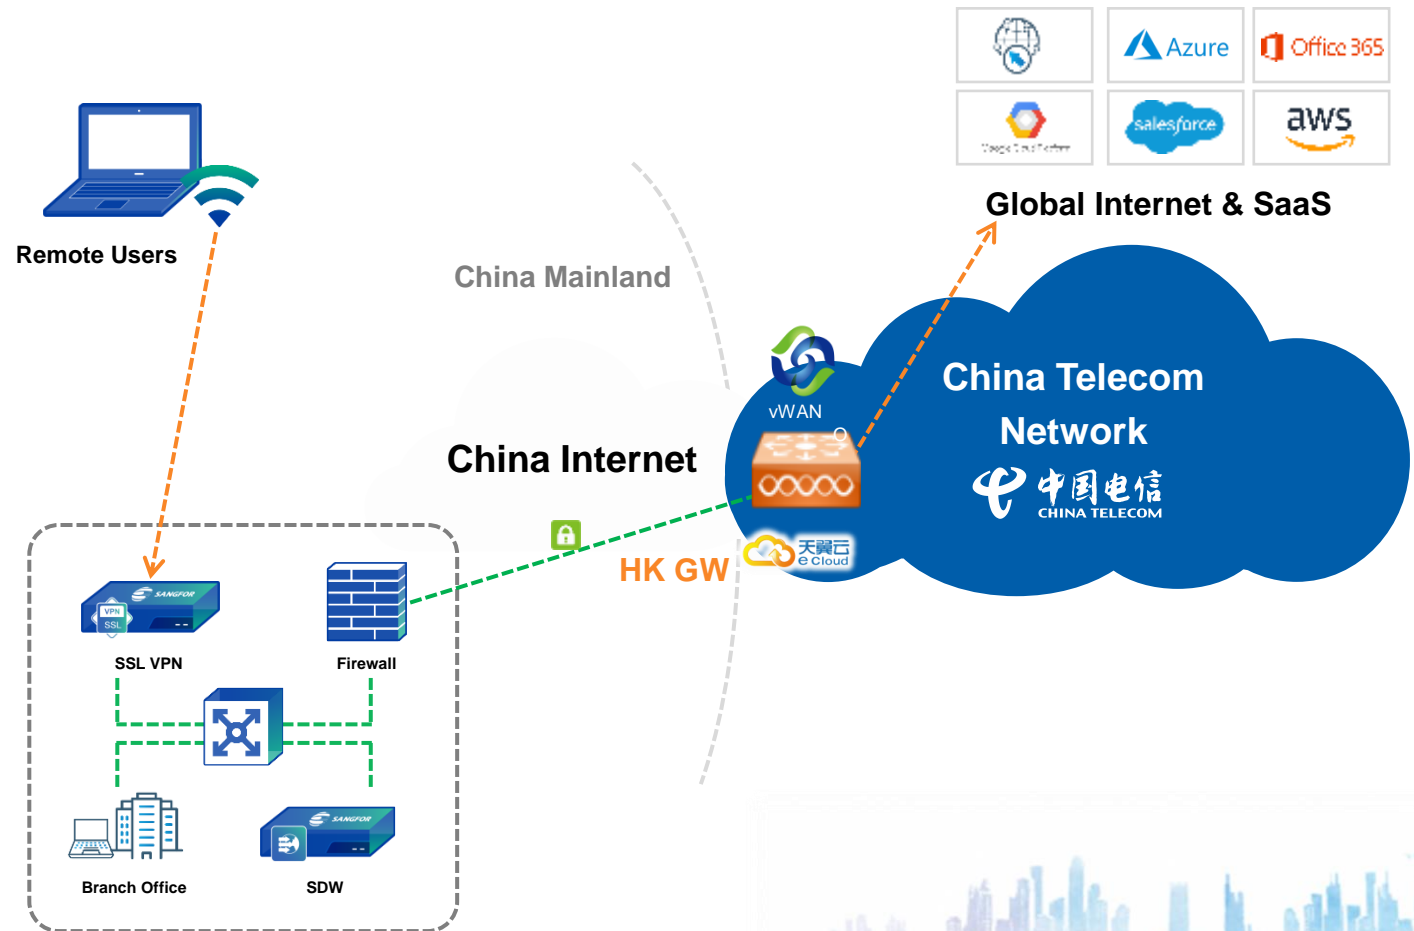 Azure
Office 365
salesforce
aws
Global Internet & SaaS
Remote Users
China Mainland
vWAN
China Telecom
Network
中国电信
CHINA TELECOM
China Internet
天翼云
e Cloud
HK GW
SANGFOR
VPN
SSL
SSL VPN
Firewall
SANGFOR
Branch Office
SDW